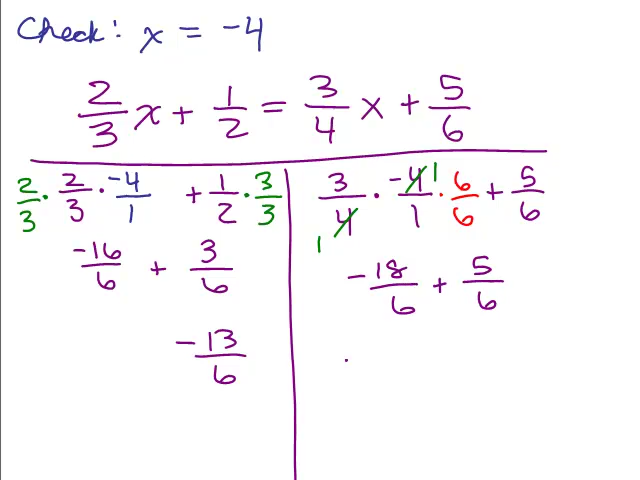 Check: x = -4
2/3 x + 1/2 = 3/4 x + 5/6
2/3 · 2/3 · -4/1 + 1/2 · 3/3
-16/6 + 3/6
-13/6
3/4 · -4/1 · 6/6 + 5/6
1 1
-18/6 + 5/6